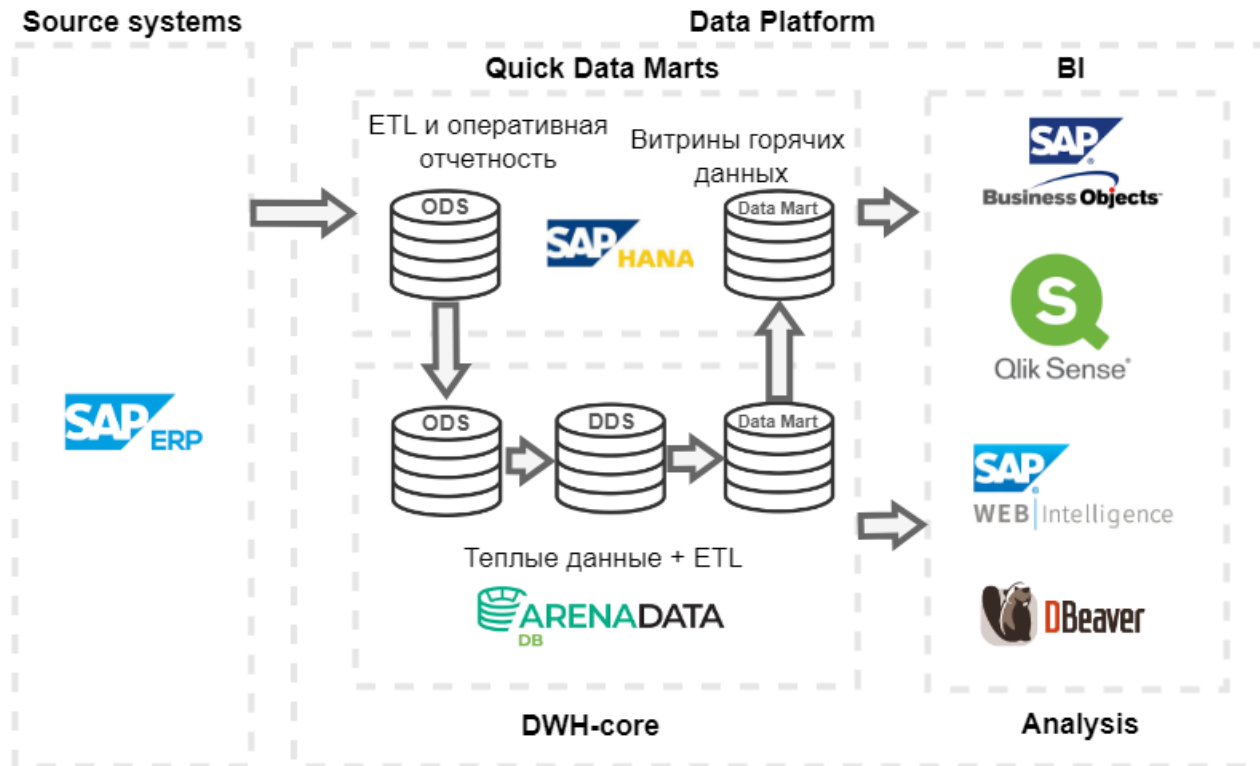 Source systems
Data Platform
Quick Data Marts
BI
ETL и оперативная
отчетность
Витрины горячих
данных
SAP
Business Objects
ODS
SAP HANA
Data Mart
Qlik Sense
SAP ERP
ODS
DDS
Data Mart
SAP
WEB Intelligence
Теплые данные + ETL
ARENADATA
DB
DBeaver
DWH-core
Analysis